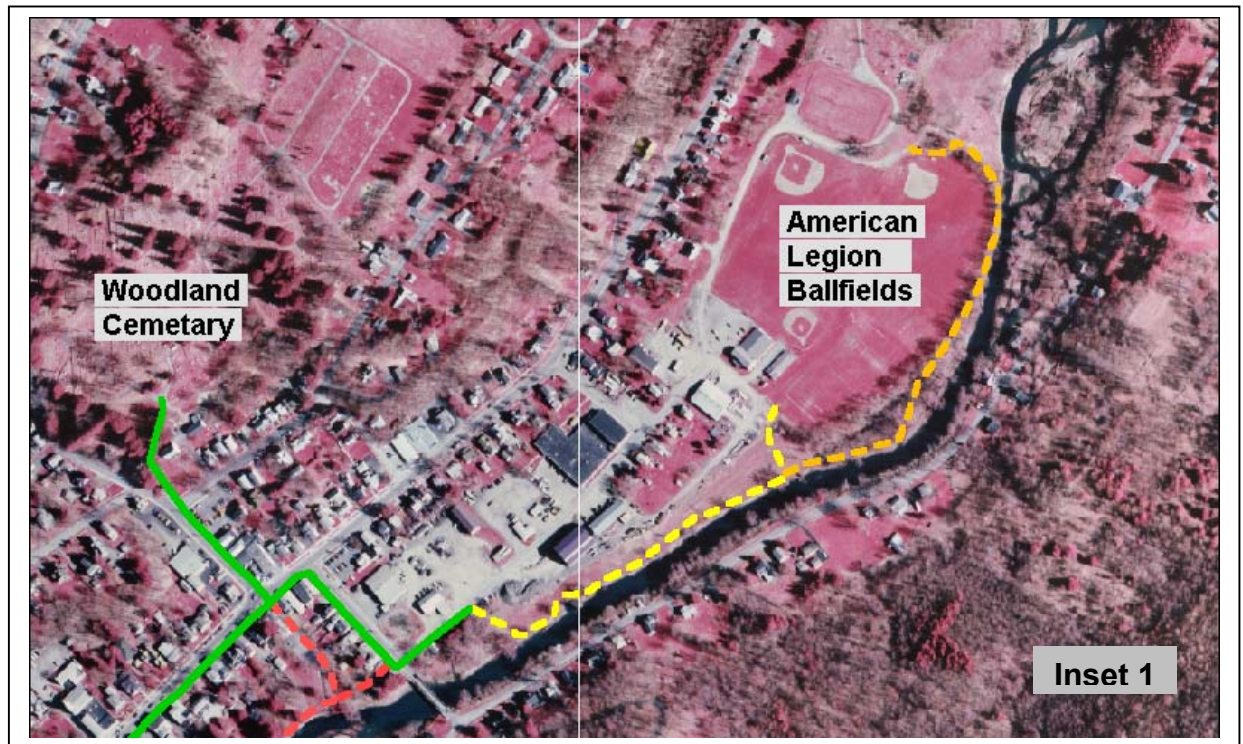 Woodland
Cemetary
American
Legion
Ballfields
Inset 1